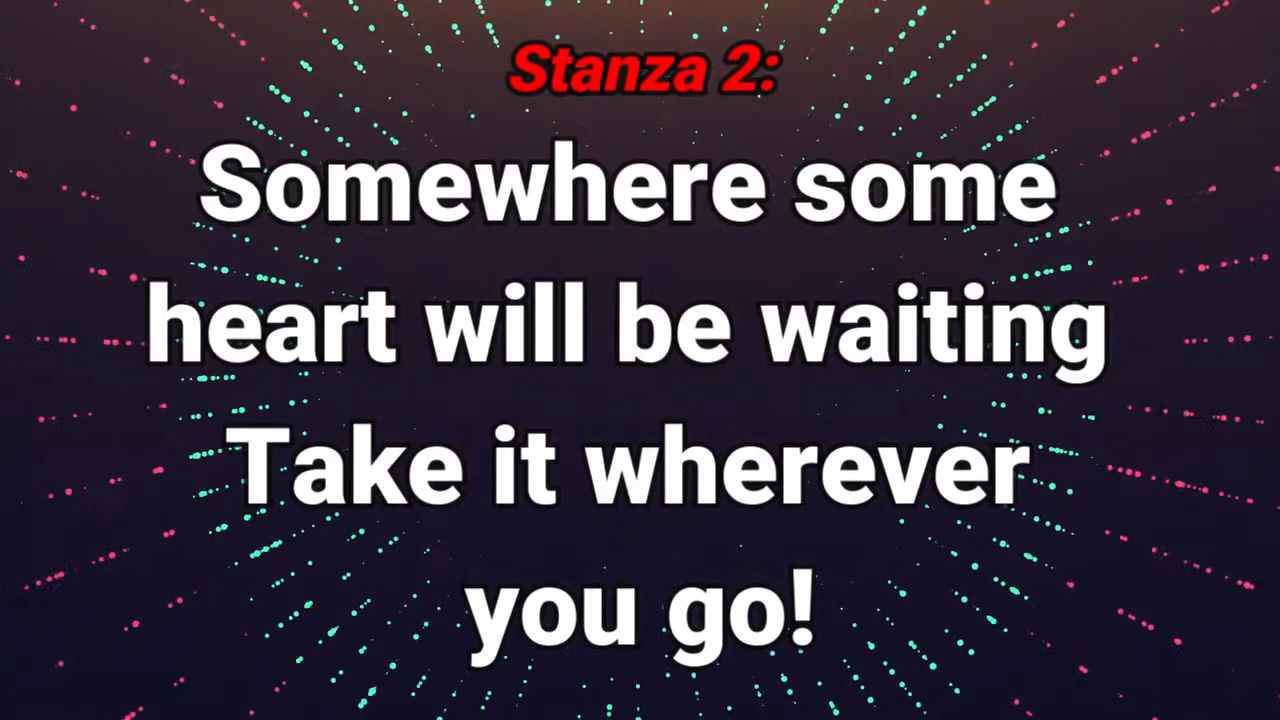 Stanza 2:
Somewhere some
heart will be waiting
Take it wherever
you go!